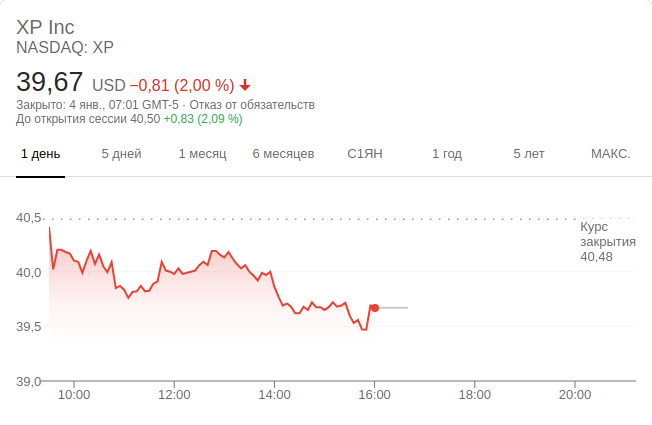 XP Inc
NASDAQ: XP
39,67 USD −0,81 (2,00 %)
Закрыто: 4 янв., 07:01 GMT-5 · Отказ от обязательств
До открытия сессии 40,50 +0,83 (2,09 %)
1 день 5 дней 1 месяц 6 месяцев С1ЯН 1 год 5 лет МАКС.
40,5
Курс
закрытия
40,48
40,0
39,5
39,0
10:00 12:00 14:00 16:00 18:00 20:00